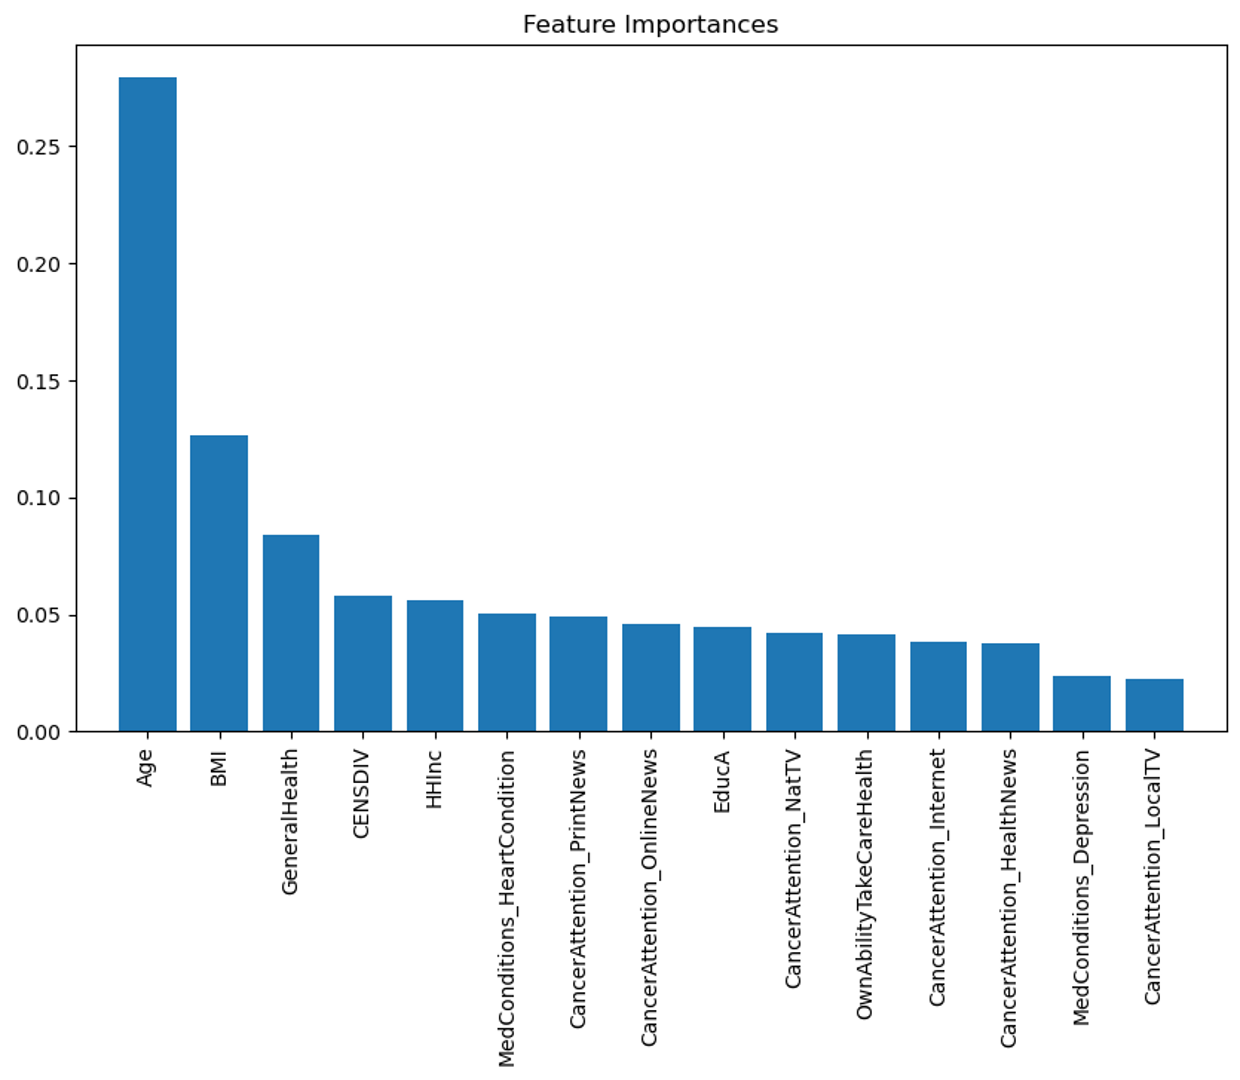 Feature Importances
0.25
0.20
0.15
0.10
0.05
0.00
Age
BMI
GeneralHealth
CENSDIV
HHInc
MedConditions_HeartCondition
CancerAttention_PrintNews
CancerAttention_OnlineNews
EducA
CancerAttention_NatTV
OwnAbilityTakeCareHealth
CancerAttention_Internet
CancerAttention_HealthNews
MedConditions_Depression
CancerAttention_LocalTV